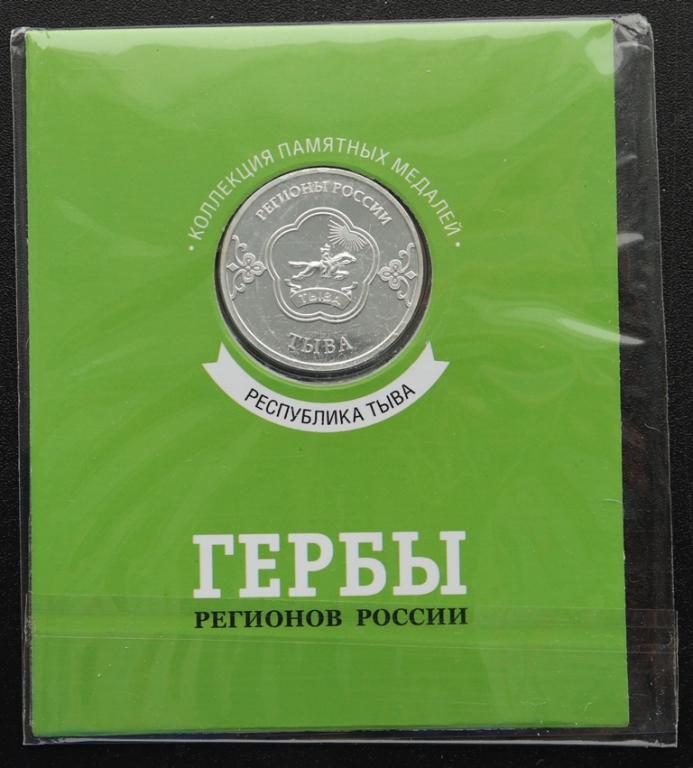 • КОЛЛЕКЦИЯ ПАМЯТНЫХ МЕДАЛЕЙ •
РЕГИОНЫ РОССИИ
ТЫВА
ТЫВА
РЕСПУБЛИКА ТЫВА
ГЕРБЫ
РЕГИОНОВ РОССИИ